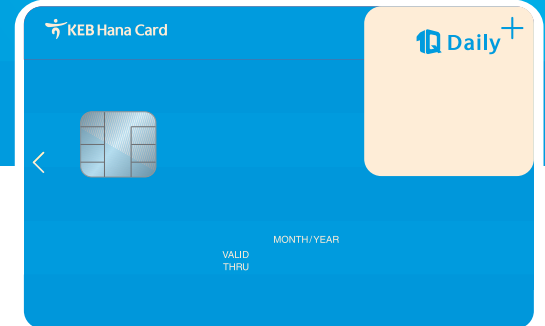 KEB Hana Card
1Q Daily+
MONTH/YEAR
VALID
THRU